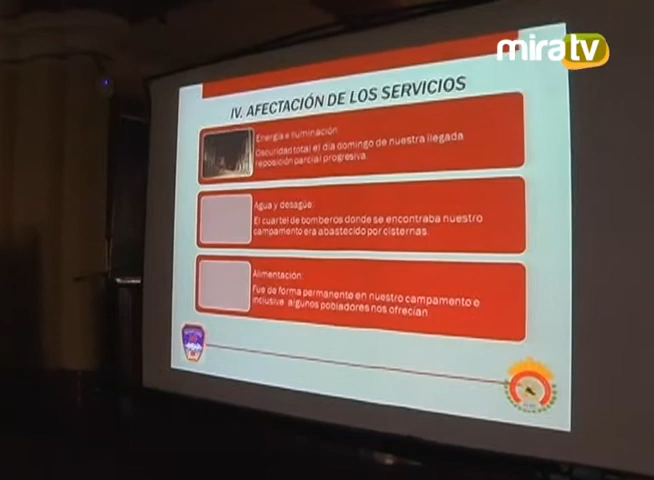 miratv
IV. AFECTACIÓN DE LOS SERVICIOS
Energía e iluminación:
Oscuridad total el día domingo de nuestra llegada
reposición parcial progresiva.
Agua y desagüe:
El cuartel de bomberos donde se encontraba nuestro
campamento era abastecido por cisternas.
Alimentación:
Fue de forma permanente en nuestro campamento e
inclusive algunos pobladores nos ofrecían